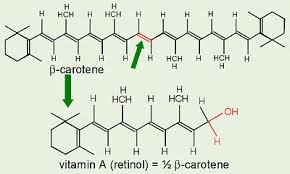 H HCH H HCH H H H H
H H H H HCH H HCH H
H H
β-carotene
H HCH H HCH H
OH
H H H H H
vitamin A (retinol) = ½ β-carotene